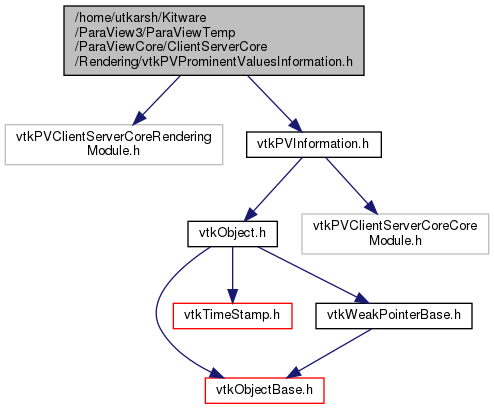 /home/utkarsh/Kitware
/ParaView3/ParaViewTemp
/ParaViewCore/ClientServerCore
/Rendering/vtkPVProminentValuesInformation.h
vtkPVClientServerCoreRendering
Module.h
vtkPVInformation.h
vtkObject.h
vtkPVClientServerCoreCore
Module.h
vtkTimeStamp.h
vtkWeakPointerBase.h
vtkObjectBase.h